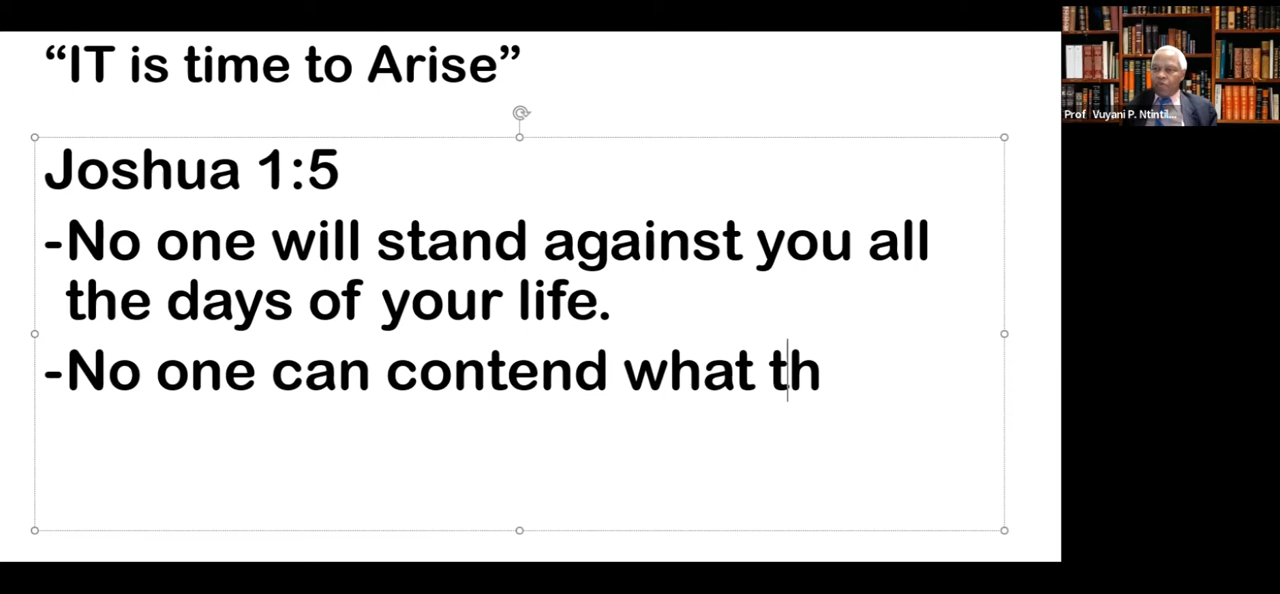 “IT is time to Arise”
Joshua 1:5
-No one will stand against you all
the days of your life.
-No one can contend what th
Prof Vuyani P. Ntintil...